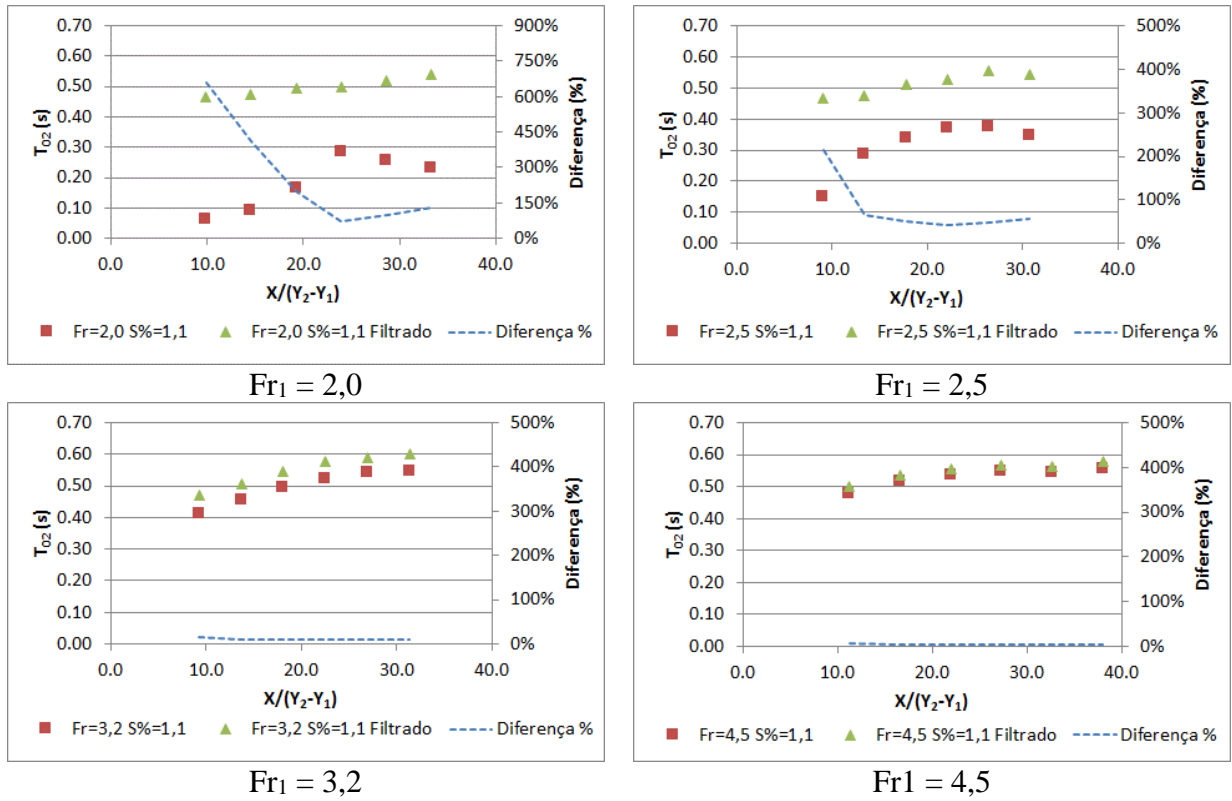 0.70
0.60
0.50
0.40
0.30
0.20
0.10
0.00
T₀₂ (s)
900%
750%
600%
450%
300%
150%
0%
Diferença (%)
0.0 10.0 20.0 30.0 40.0
X/(Y₂-Y₁)
Fr=2,0 S%=1,1 Fr=2,0 S%=1,1 Filtrado Diferença %
Fr₁ = 2,0
0.70
0.60
0.50
0.40
0.30
0.20
0.10
0.00
T₀₂ (s)
500%
400%
300%
200%
100%
0%
Diferença (%)
0.0 10.0 20.0 30.0 40.0
X/(Y₂-Y₁)
Fr=2,5 S%=1,1 Fr=2,5 S%=1,1 Filtrado Diferença %
Fr₁ = 2,5
0.70
0.60
0.50
0.40
0.30
0.20
0.10
0.00
T₀₂ (s)
500%
400%
300%
200%
100%
0%
Diferença (%)
0.0 10.0 20.0 30.0 40.0
X/(Y₂-Y₁)
Fr=3,2 S%=1,1 Fr=3,2 S%=1,1 Filtrado Diferença %
Fr₁ = 3,2
0.70
0.60
0.50
0.40
0.30
0.20
0.10
0.00
T₀₂ (s)
500%
400%
300%
200%
100%
0%
Diferença (%)
0.0 10.0 20.0 30.0 40.0
X/(Y₂-Y₁)
Fr=4,5 S%=1,1 Fr=4,5 S%=1,1 Filtrado Diferença %
Fr1 = 4,5